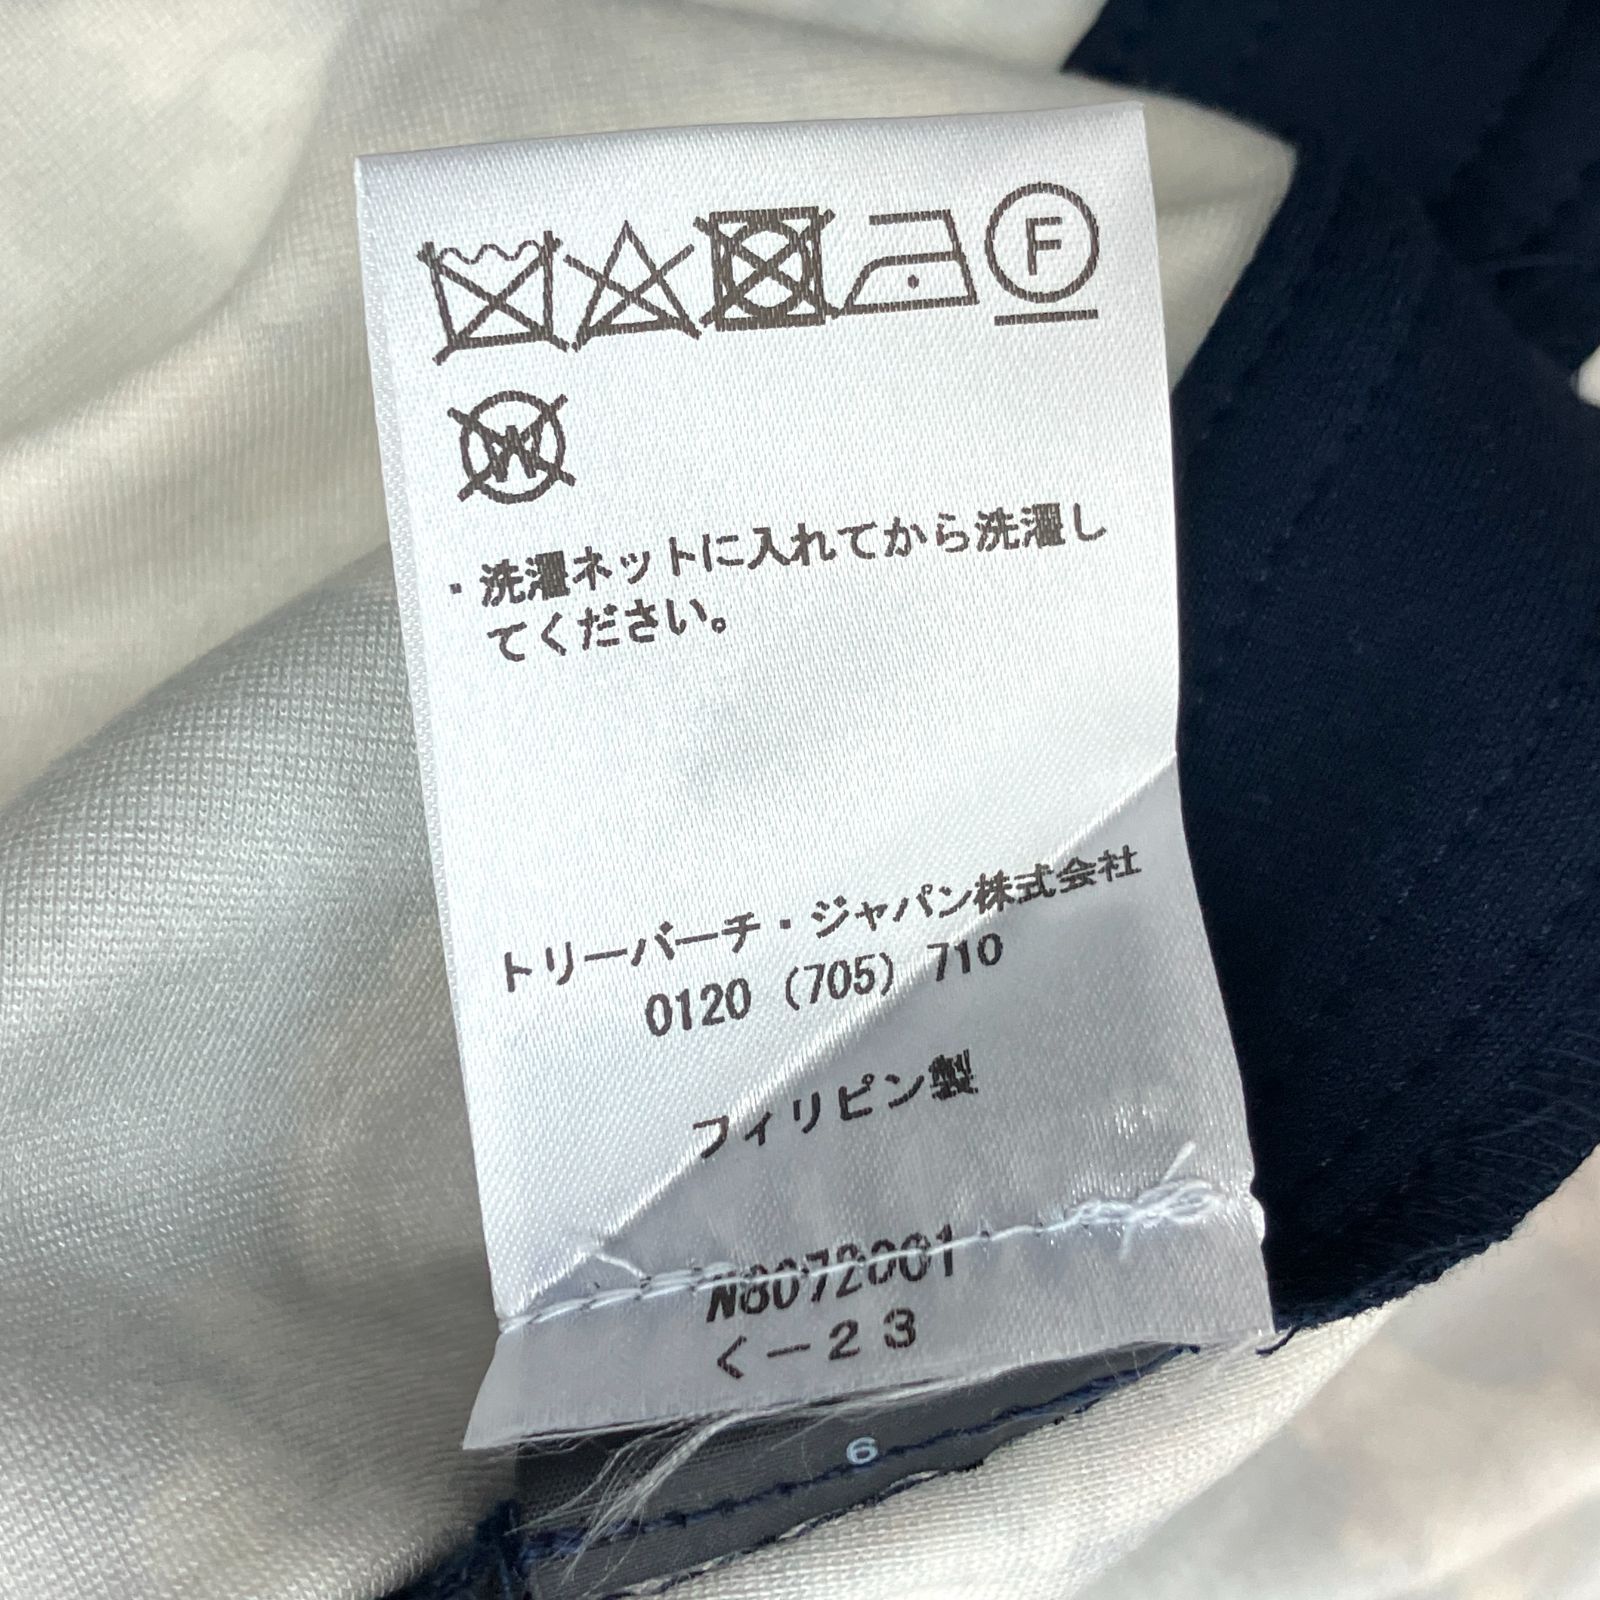 F
W
・洗濯ネットに入れてから洗濯し
てください。
トリーバーチ・ジャパン株式会社
0120 (705) 710
フィリピン製
N8072001
く－23
6